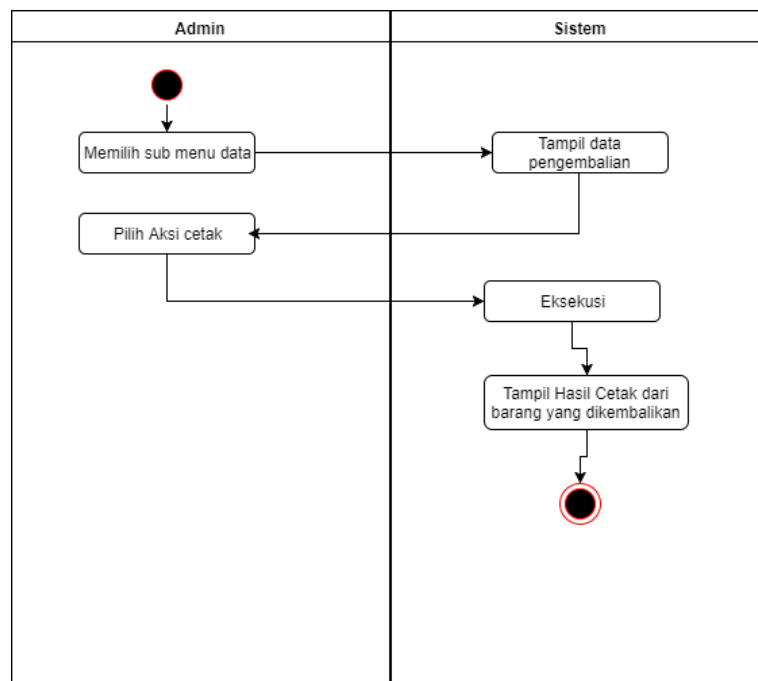 Admin
Sistem
Memilih sub menu data
Tampil data
pengembalian
Pilih Aksi cetak
Eksekusi
Tampil Hasil Cetak dari
barang yang dikembalikan